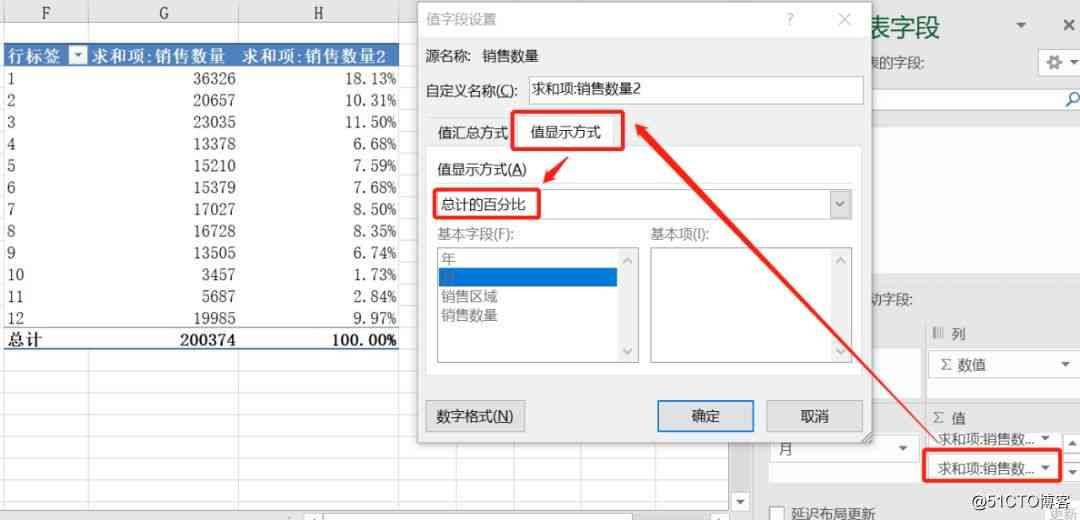 F G H
行标签 求和项:销售数量 求和项:销售数量2
1 36326 18.13%
2 20657 10.31%
3 23035 11.50%
4 13378 6.68%
5 15210 7.59%
6 15379 7.68%
7 17027 8.50%
8 16728 8.35%
9 13505 6.74%
10 3457 1.73%
11 5687 2.84%
12 19985 9.97%
总计 200374 100.00%
值字段设置 ?
源名称: 销售数量
自定义名称(C): 求和项:销售数量2
值汇总方式 值显示方式
值显示方式(A)
总计的百分比
基本字段(F): 基本项(I):
年
销售区域
销售数量
数字格式(N) 确定 取消
表字段
表的字段:
动字段:
列
Σ 数值
Σ 值
求和项:销售数...
求和项:销售数...
月
延迟布局更新 更新
@51CTO博客